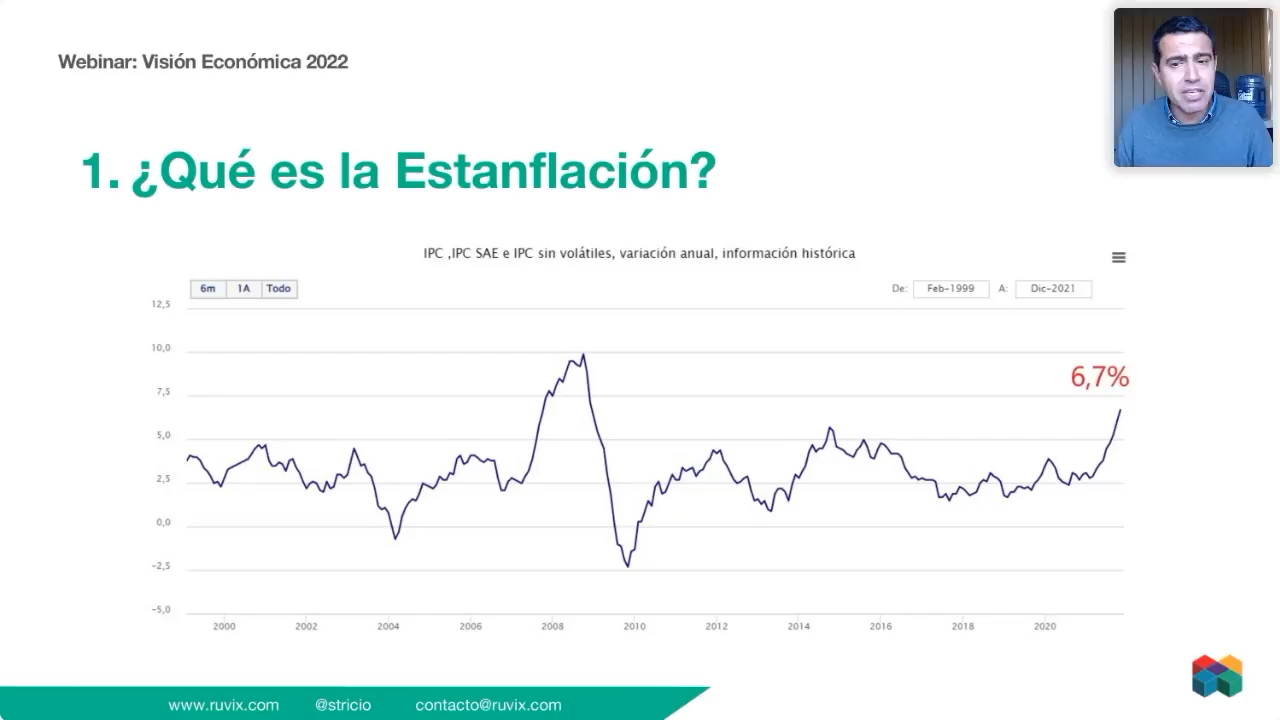 Webinar: Visión Económica 2022
1. ¿Qué es la Estanflación?
IPC ,IPC SAE e IPC sin volátiles, variación anual, información histórica
6m 1A Todo
De: Feb-1999 A: Dic-2021
12,5
10,0
6,7%
7,5
5,0
2,5
0,0
-2,5
-5,0
2000 2002 2004 2006 2008 2010 2012 2014 2016 2018 2020
www.ruvix.com @stricio contacto@ruvix.com